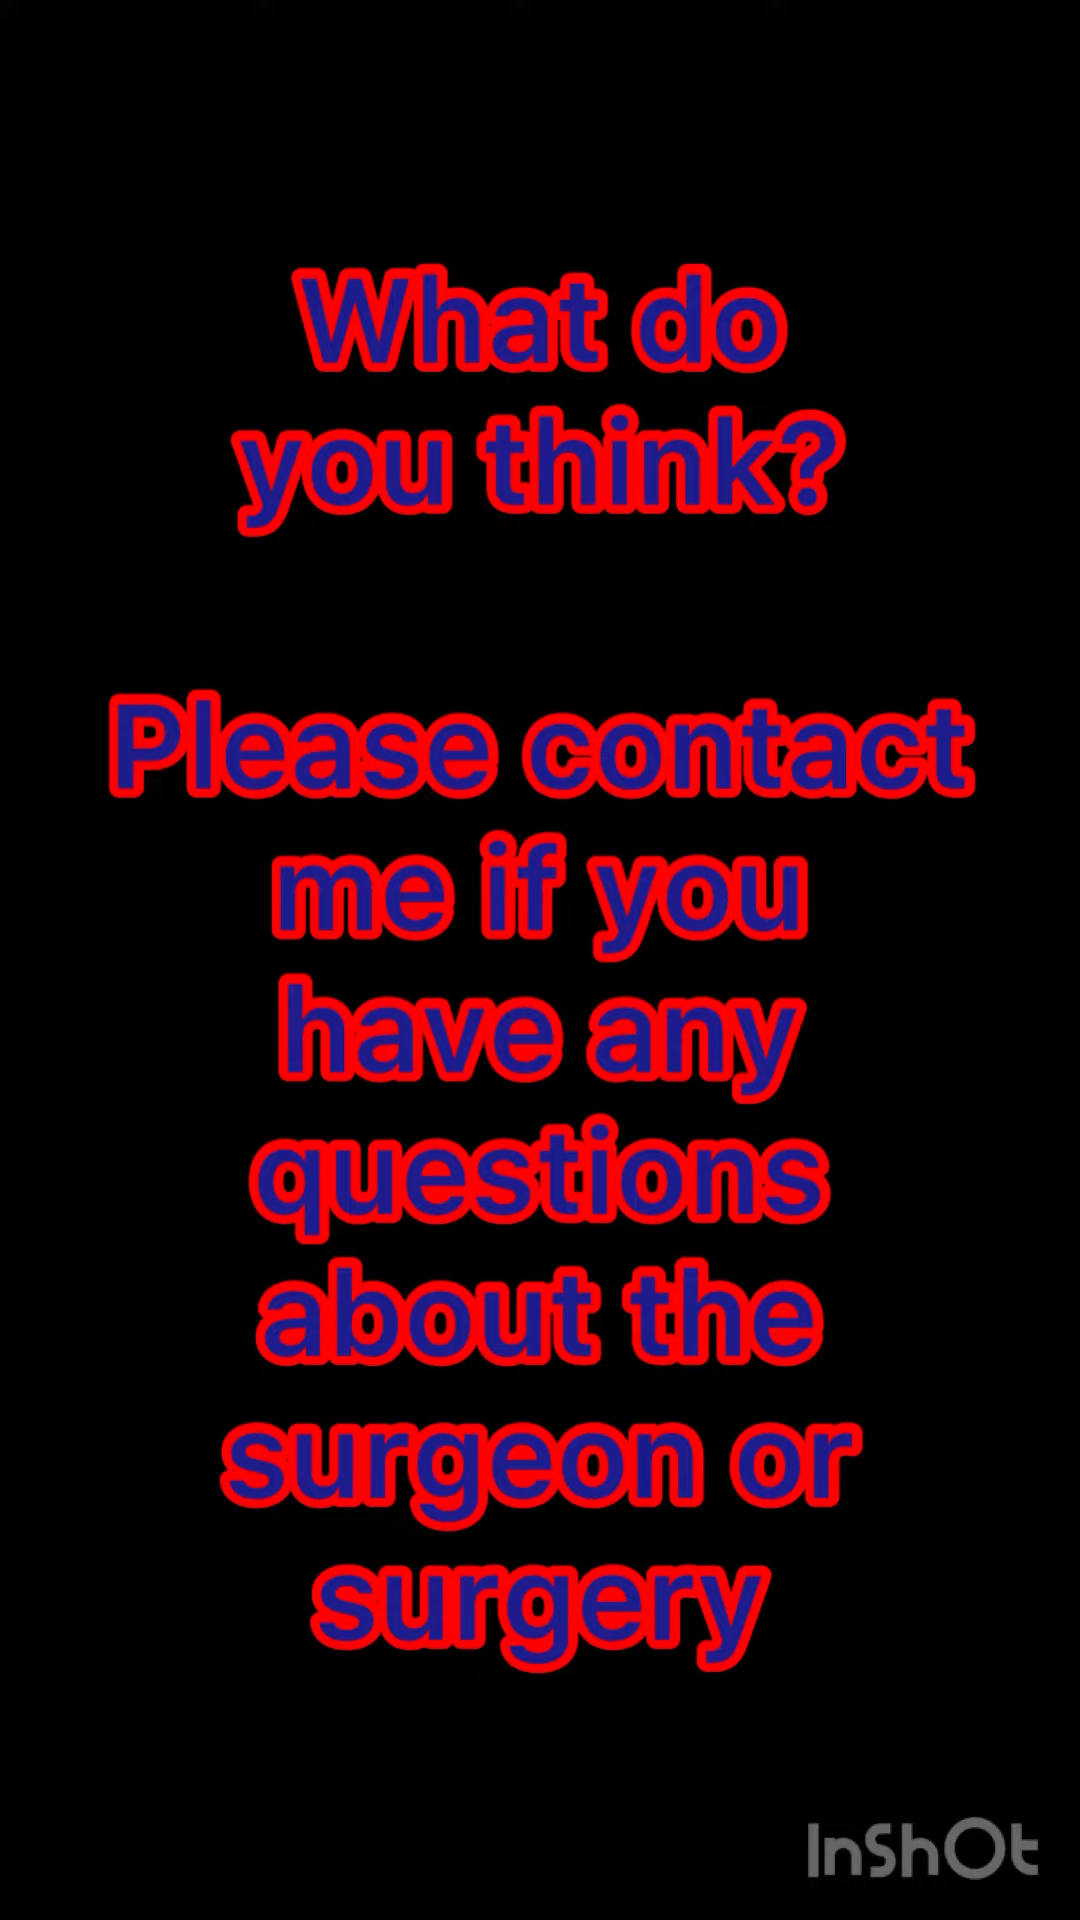 What do
you think?
Please contact
me if you
have any
questions
about the
surgeon or
surgery
InShOt